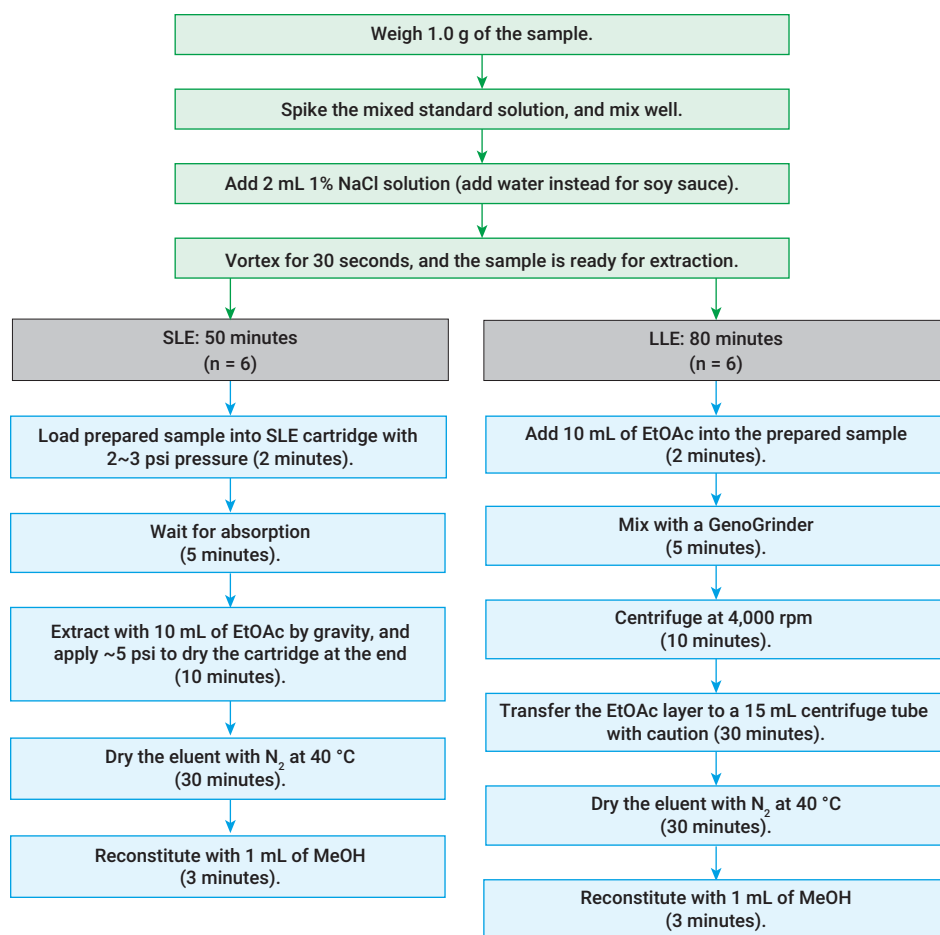 Weigh 1.0 g of the sample.
Spike the mixed standard solution, and mix well.
Add 2 mL 1% NaCl solution (add water instead for soy sauce).
Vortex for 30 seconds, and the sample is ready for extraction.
SLE: 50 minutes
(n = 6)
Load prepared sample into SLE cartridge with
2~3 psi pressure (2 minutes).
Wait for absorption
(5 minutes).
Extract with 10 mL of EtOAc by gravity, and
apply ~5 psi to dry the cartridge at the end
(10 minutes).
Dry the eluent with N₂ at 40 °C
(30 minutes).
Reconstitute with 1 mL of MeOH
(3 minutes).
LLE: 80 minutes
(n = 6)
Add 10 mL of EtOAc into the prepared sample
(2 minutes).
Mix with a GenoGrinder
(5 minutes).
Centrifuge at 4,000 rpm
(10 minutes).
Transfer the EtOAc layer to a 15 mL centrifuge tube
with caution (30 minutes).
Dry the eluent with N₂ at 40 °C
(30 minutes).
Reconstitute with 1 mL of MeOH
(3 minutes).